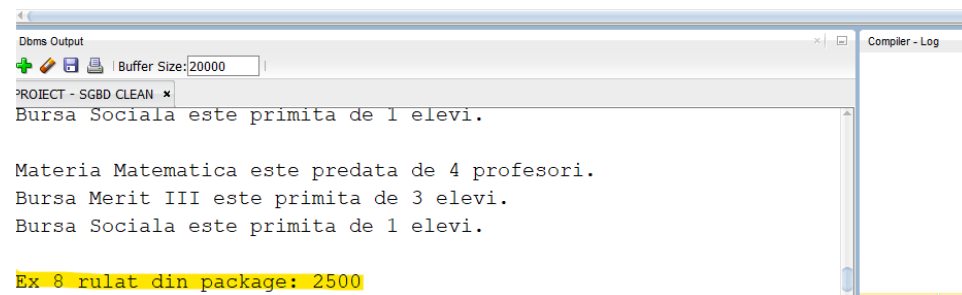 Dbms Output
Compiler - Log
Buffer Size: 20000
PROIECT - SGBD CLEAN
Bursa Sociala este primita de 1 elevi.
Materia Matematica este predata de 4 profesori.
Bursa Merit III este primita de 3 elevi.
Bursa Sociala este primita de 1 elevi.
Ex 8 rulat din package: 2500